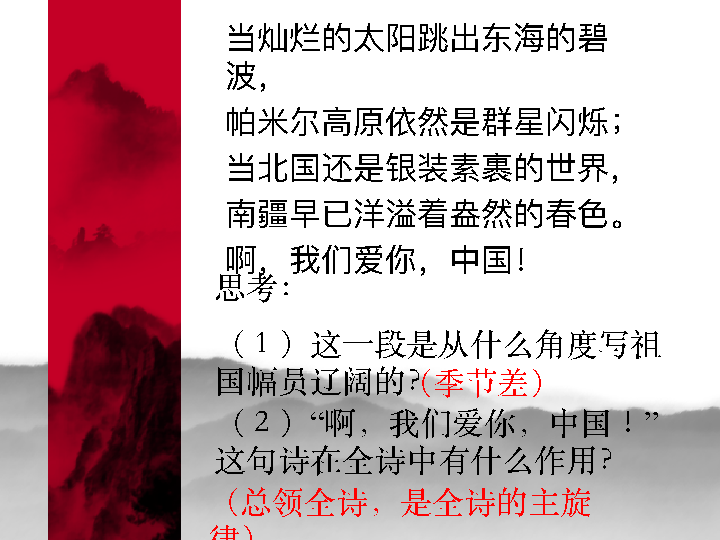 当灿烂的太阳跳出东海的碧
波，
帕米尔高原依然是群星闪烁；
当北国还是银装素裹的世界，
南疆早已洋溢着盎然的春色。
啊，我们爱你，中国！
思考：
（１）这一段是从什么角度写祖
国幅员辽阔的?（季节差）
（２）“啊，我们爱你，中国！”
这句诗在全诗中有什么作用?
（总领全诗，是全诗的主旋
律）